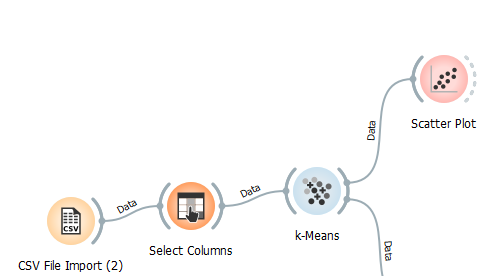 Scatter Plot
Data
Data
Data
CSV
k-Means
Select Columns
Data
CSV File Import (2)